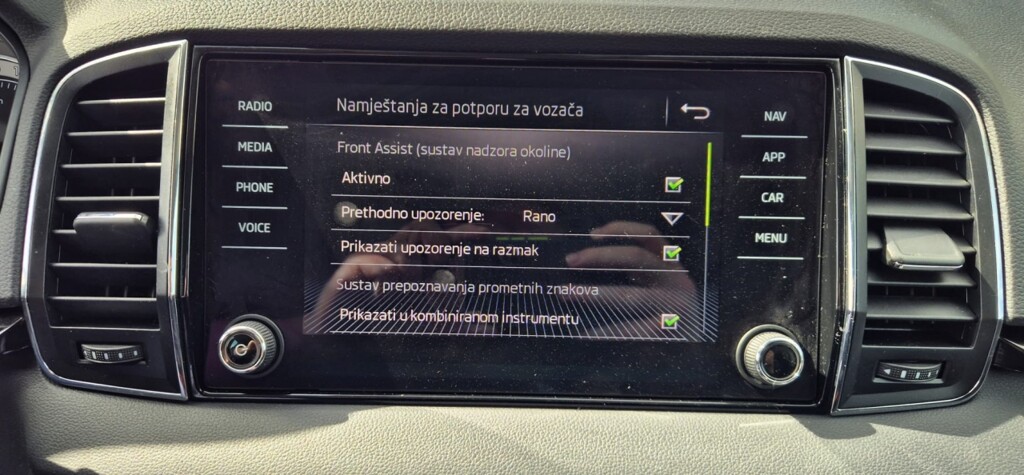 RADIO
MEDIA
PHONE
VOICE
Namještanja za potporu za vozača
Front Assist (sustav nadzora okoline)
Aktivno
Prethodno upozorenje: Rano
Prikazati upozorenje na razmak
Sustav prepoznavanja prometnih znakova
Prikazati u kombiniranom instrumentu
NAV
APP
CAR
MENU